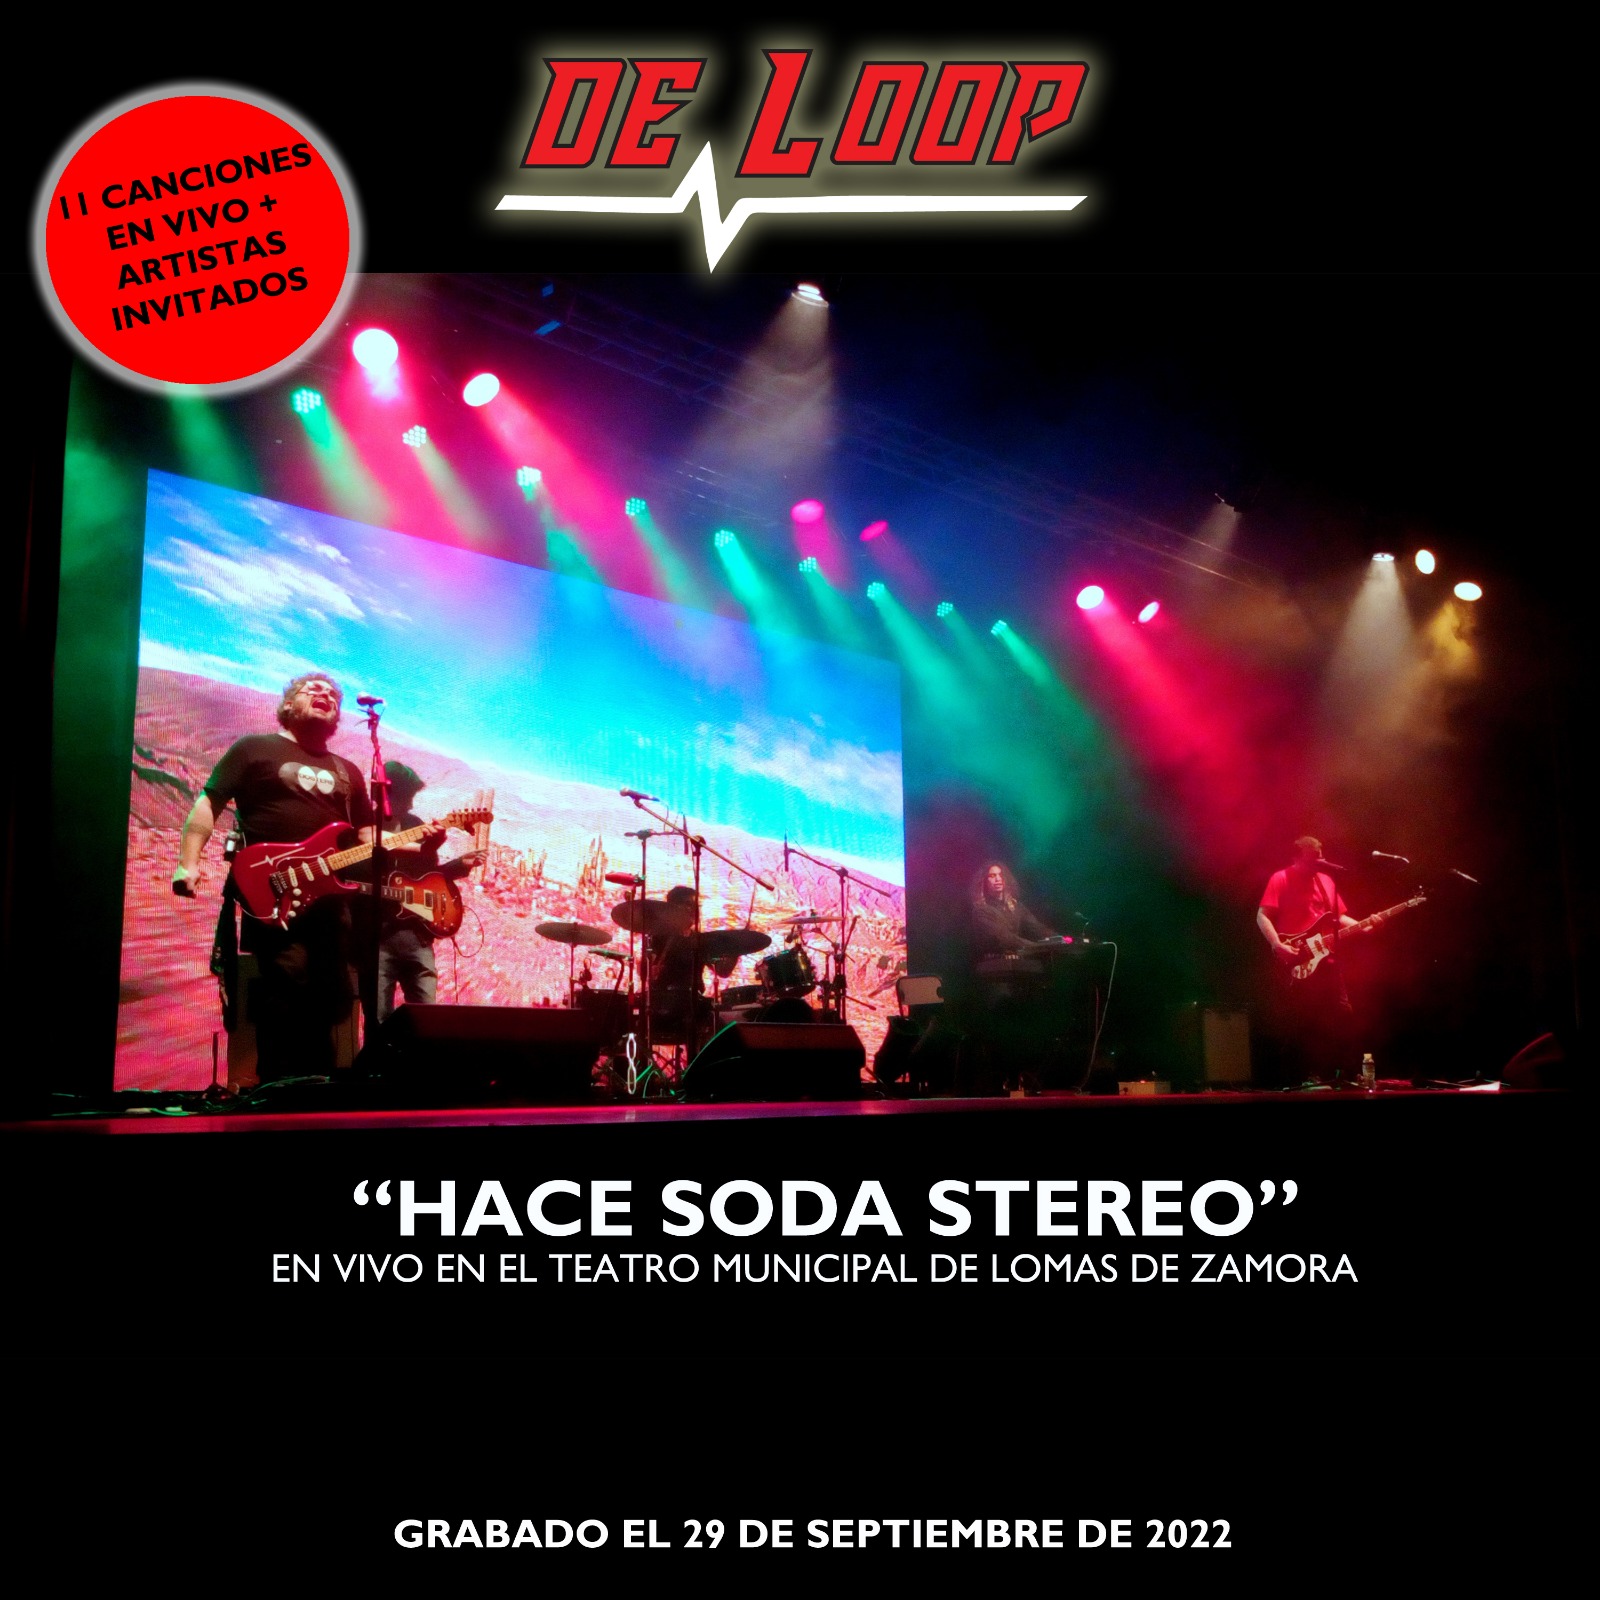 DE LOOP
11 CANCIONES
EN VIVO +
ARTISTAS
INVITADOS
“HACE SODA STEREO”
EN VIVO EN EL TEATRO MUNICIPAL DE LOMAS DE ZAMORA
GRABADO EL 29 DE SEPTIEMBRE DE 2022